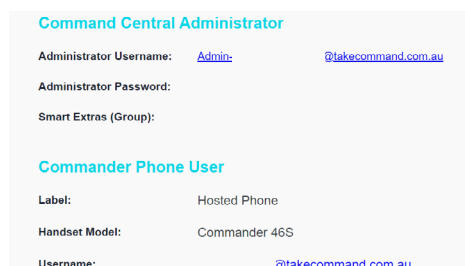 Command Central Administrator
Administrator Username: Admin- @takecommand.com.au
Administrator Password:
Smart Extras (Group):
Commander Phone User
Label: Hosted Phone
Handset Model: Commander 46S
Username: @takecommand.com.au